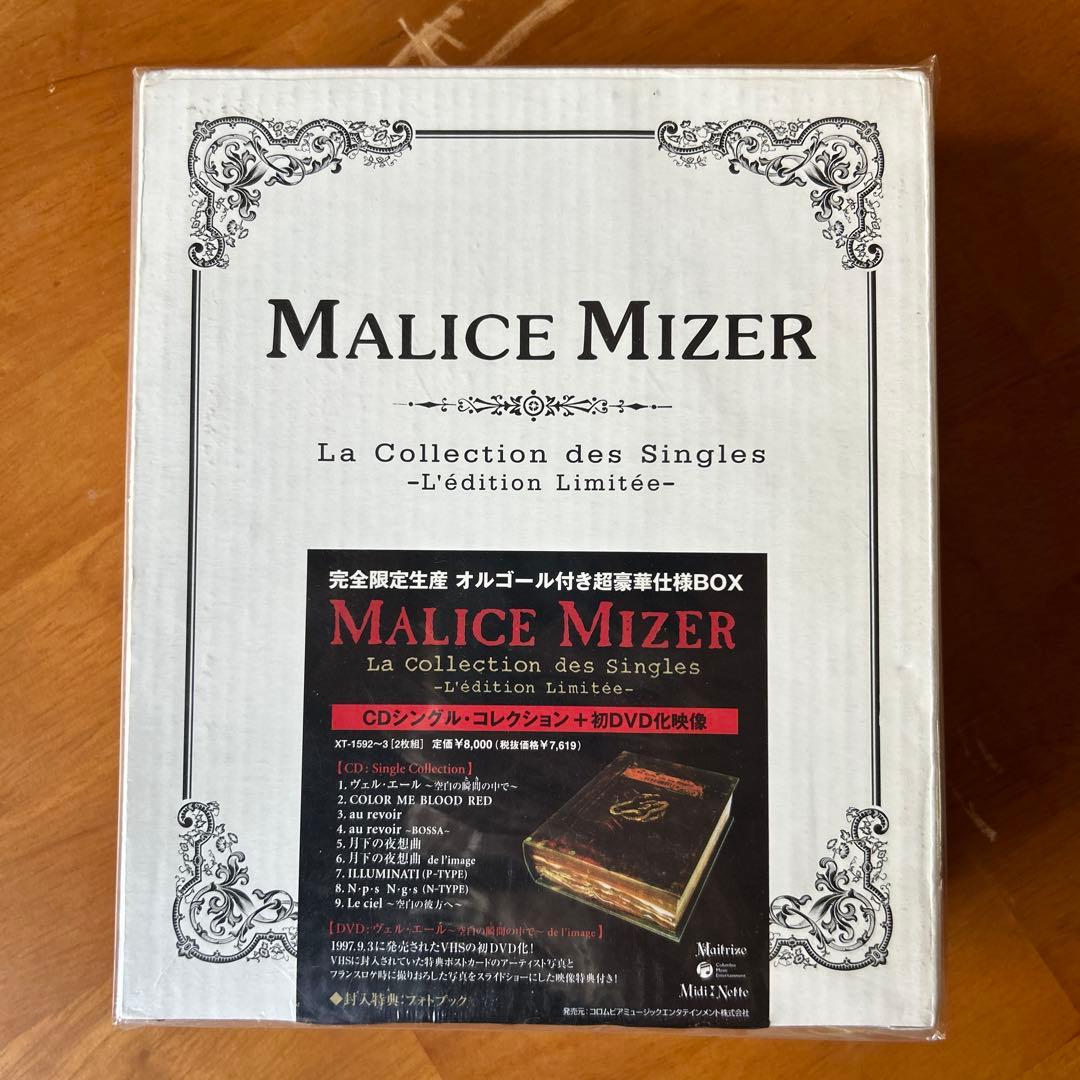 MALICE MIZER
La Collection des Singles
-L'édition Limitée-
完全限定生産 オルゴール付き超豪華仕様BOX
MALICE MIZER
La Collection des Singles
-L'édition Limitée-
CDシングル・コレクション+初DVD化映像
XT-1592〜3 [2枚組] 定価¥8,000 (税抜価格¥7,619)
【CD : Single Collection】
1. ヴェル・エール 〜空白の瞬間の中で〜
2. COLOR ME BLOOD RED
3. au revoir
4. au revoir ~BOSSA~
5. 月下の夜想曲
6. 月下の夜想曲 de l'image
7. ILLUMINATI (P-TYPE)
8. N・p・s N・g・s (N-TYPE)
9. Le ciel 〜空白の彼方へ〜
【DVD : ヴェル・エール〜空白の瞬間の中で〜 de l'image】
1997.9.3に発売されたVHSの初DVD化!
VHSに封入されていた特典ポストカードのアーティスト写真と
フランスロケ時に撮りおろした写真をスライドショーにした映像特典付き!
◆封入特典:フォトブック
Maitrize
Columbia
Music
Entertainment
Midi:Nette
発売元:コロムビアミュージックエンタテインメント株式会社